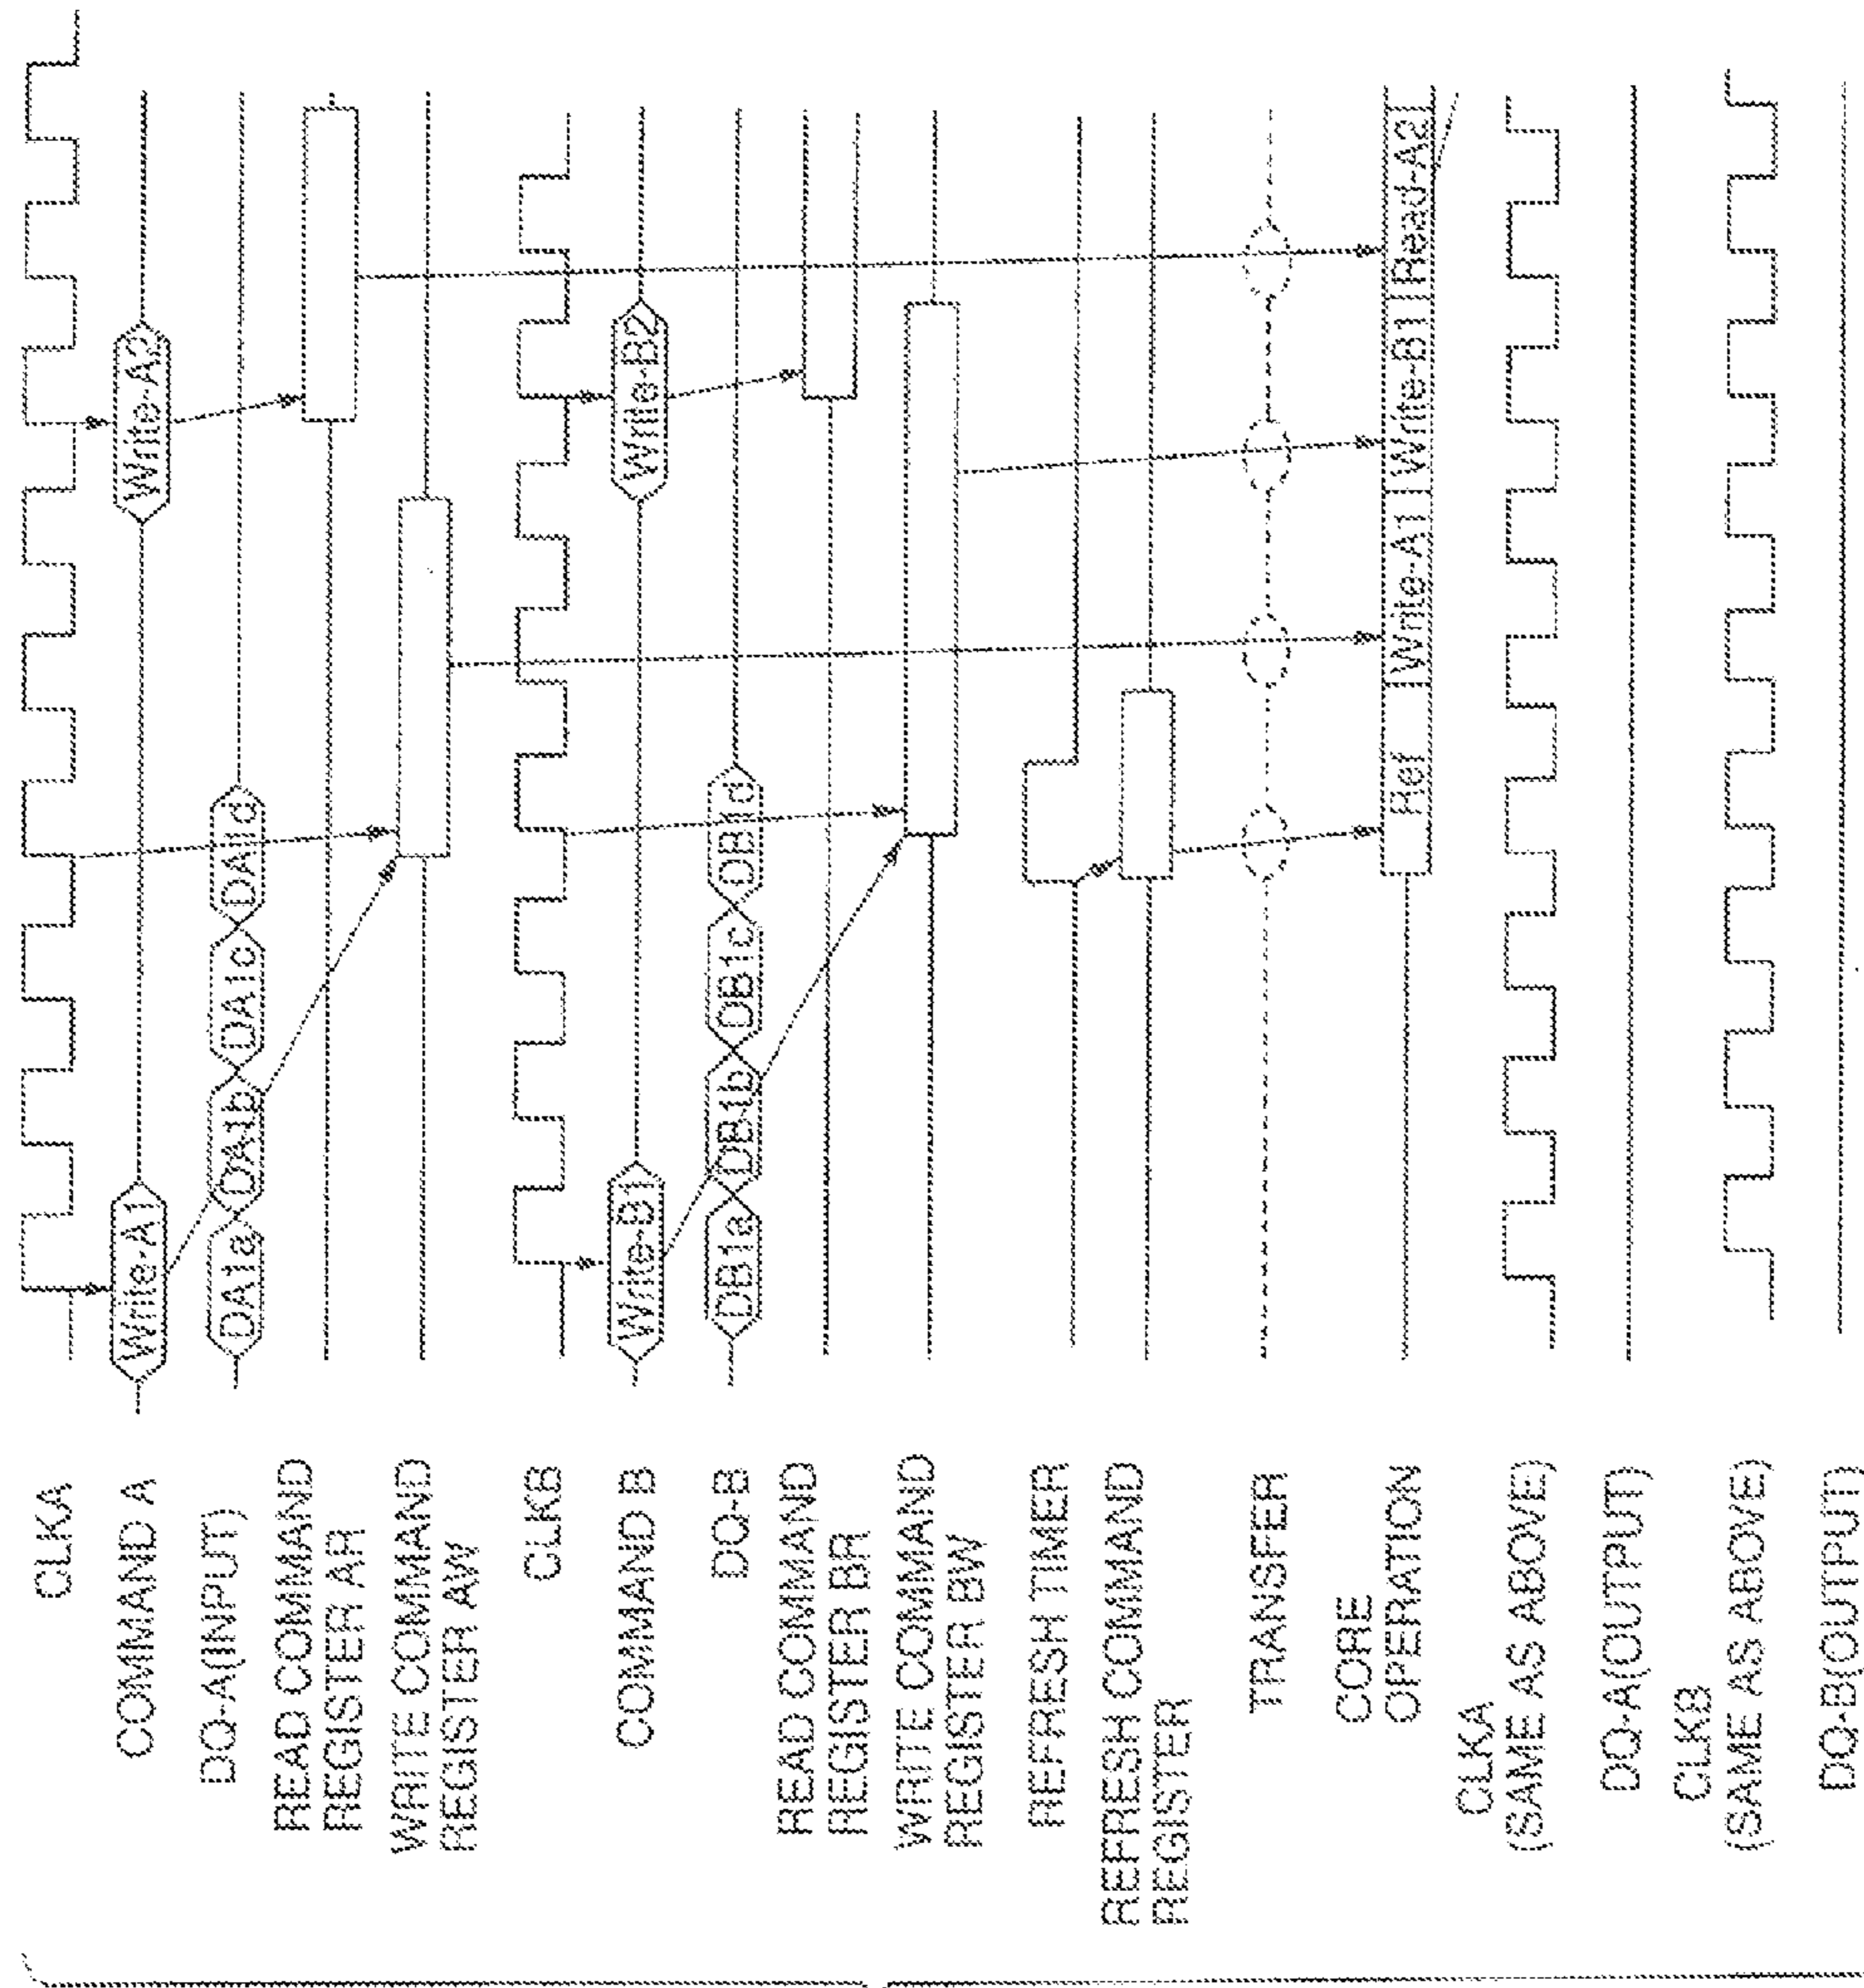 CLKA
COMMAND A
Write-A1
Write-A2
DQ-A(INPUT)
DA1a
DA1b
DA1c
DA1d
READ COMMAND
REGISTER AR
WRITE COMMAND
REGISTER AW
CLKB
COMMAND B
Write-B1
Write-B2
DQ-B
DB1a
DB1b
DB1c
DB1d
READ COMMAND
REGISTER BR
WRITE COMMAND
REGISTER BW
REFRESH TIMER
REFRESH COMMAND
REGISTER
TRANSFER
CORE
OPERATION
Ref
Write-A1
Write-B1
Read-A2
CLKA
(SAME AS ABOVE)
DQ-A(OUTPUT)
CLKB
(SAME AS ABOVE)
DQ-B(OUTPUT)